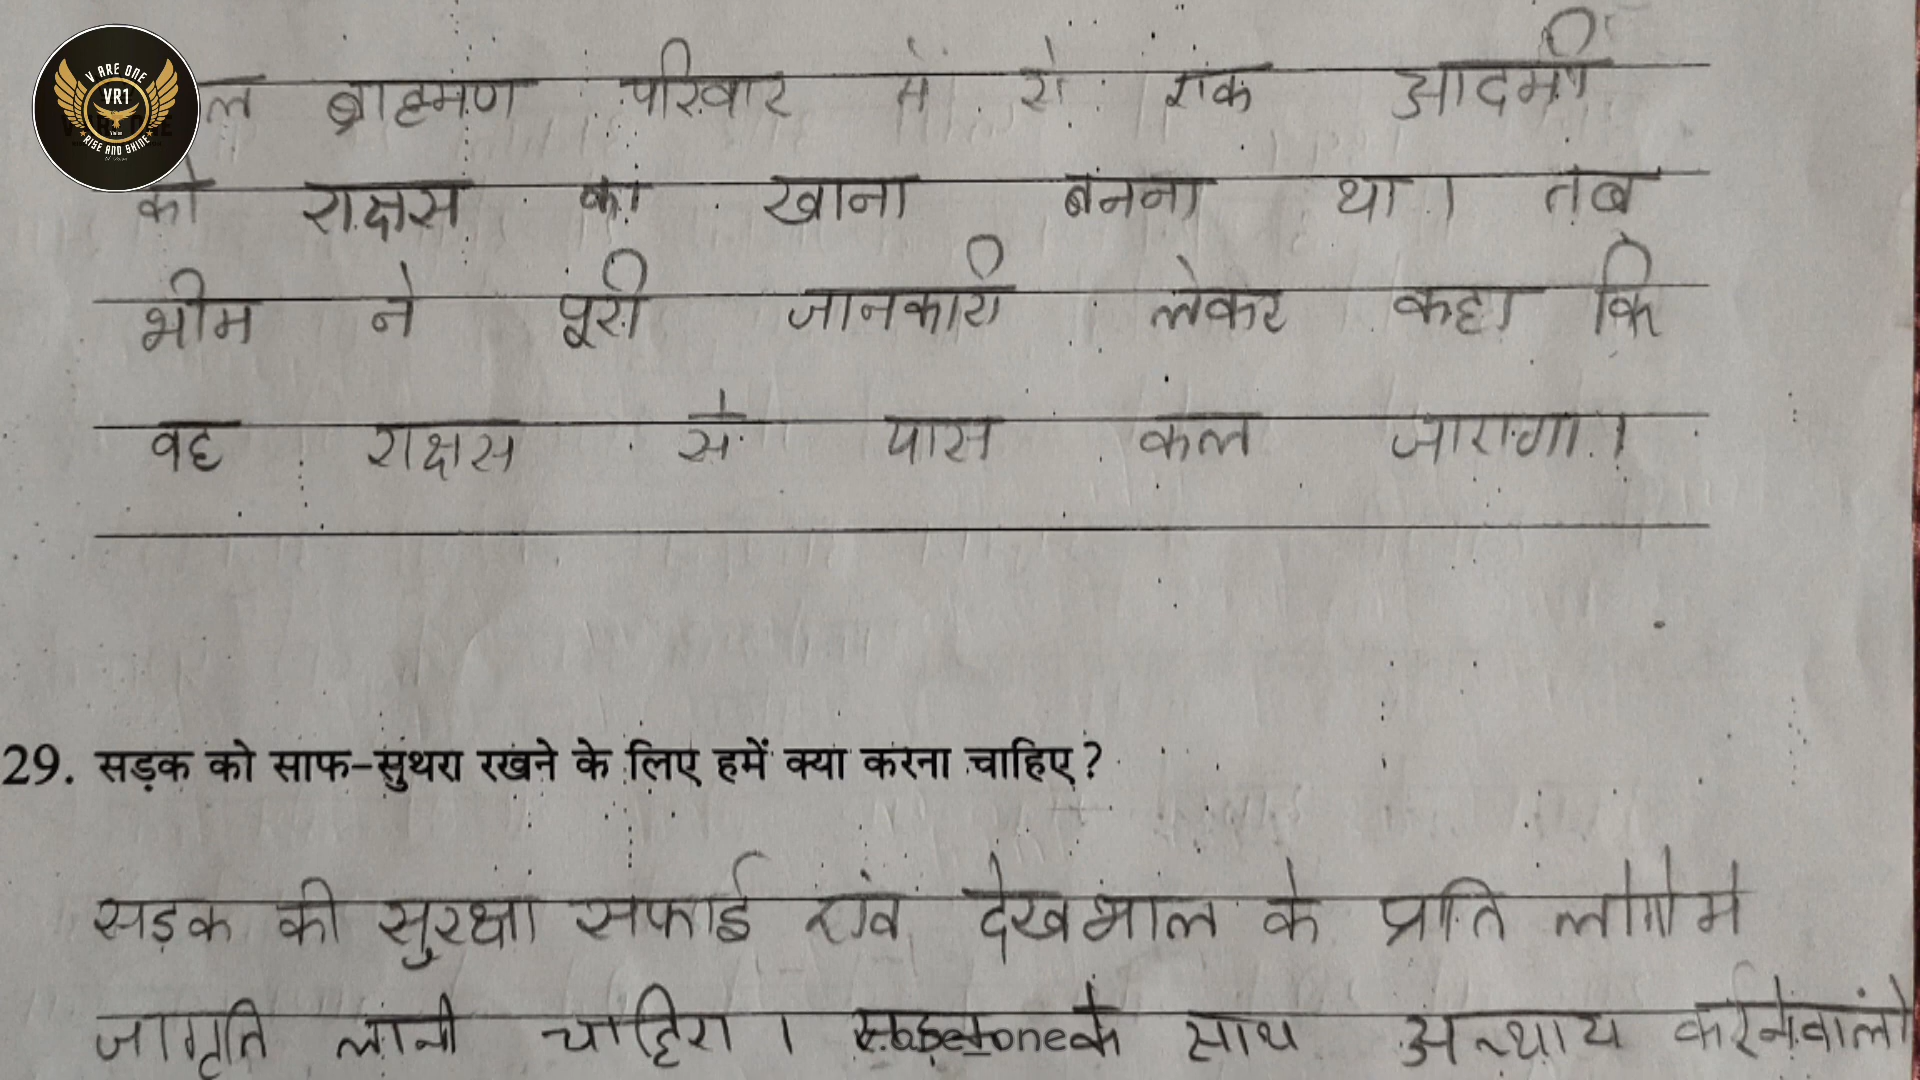 V ARE ONE
VR1
RISE AND SHINE
ल ब्राह्मण परिवार में से एक आदमी
को राक्षस का खाना बनना था। तब
भीम ने पूरी जानकारी लेकर कहा कि
वह राक्षस से पास कल जाएगा।
29. सड़क को साफ-सुथरा रखने के लिए हमें क्या करना चाहिए?
सड़क की सुरक्षा सफाई एंव देखभाल के प्रति लोगो मे
जागृति लानी चाहिए। के साथ अन्थाय करनेवालो